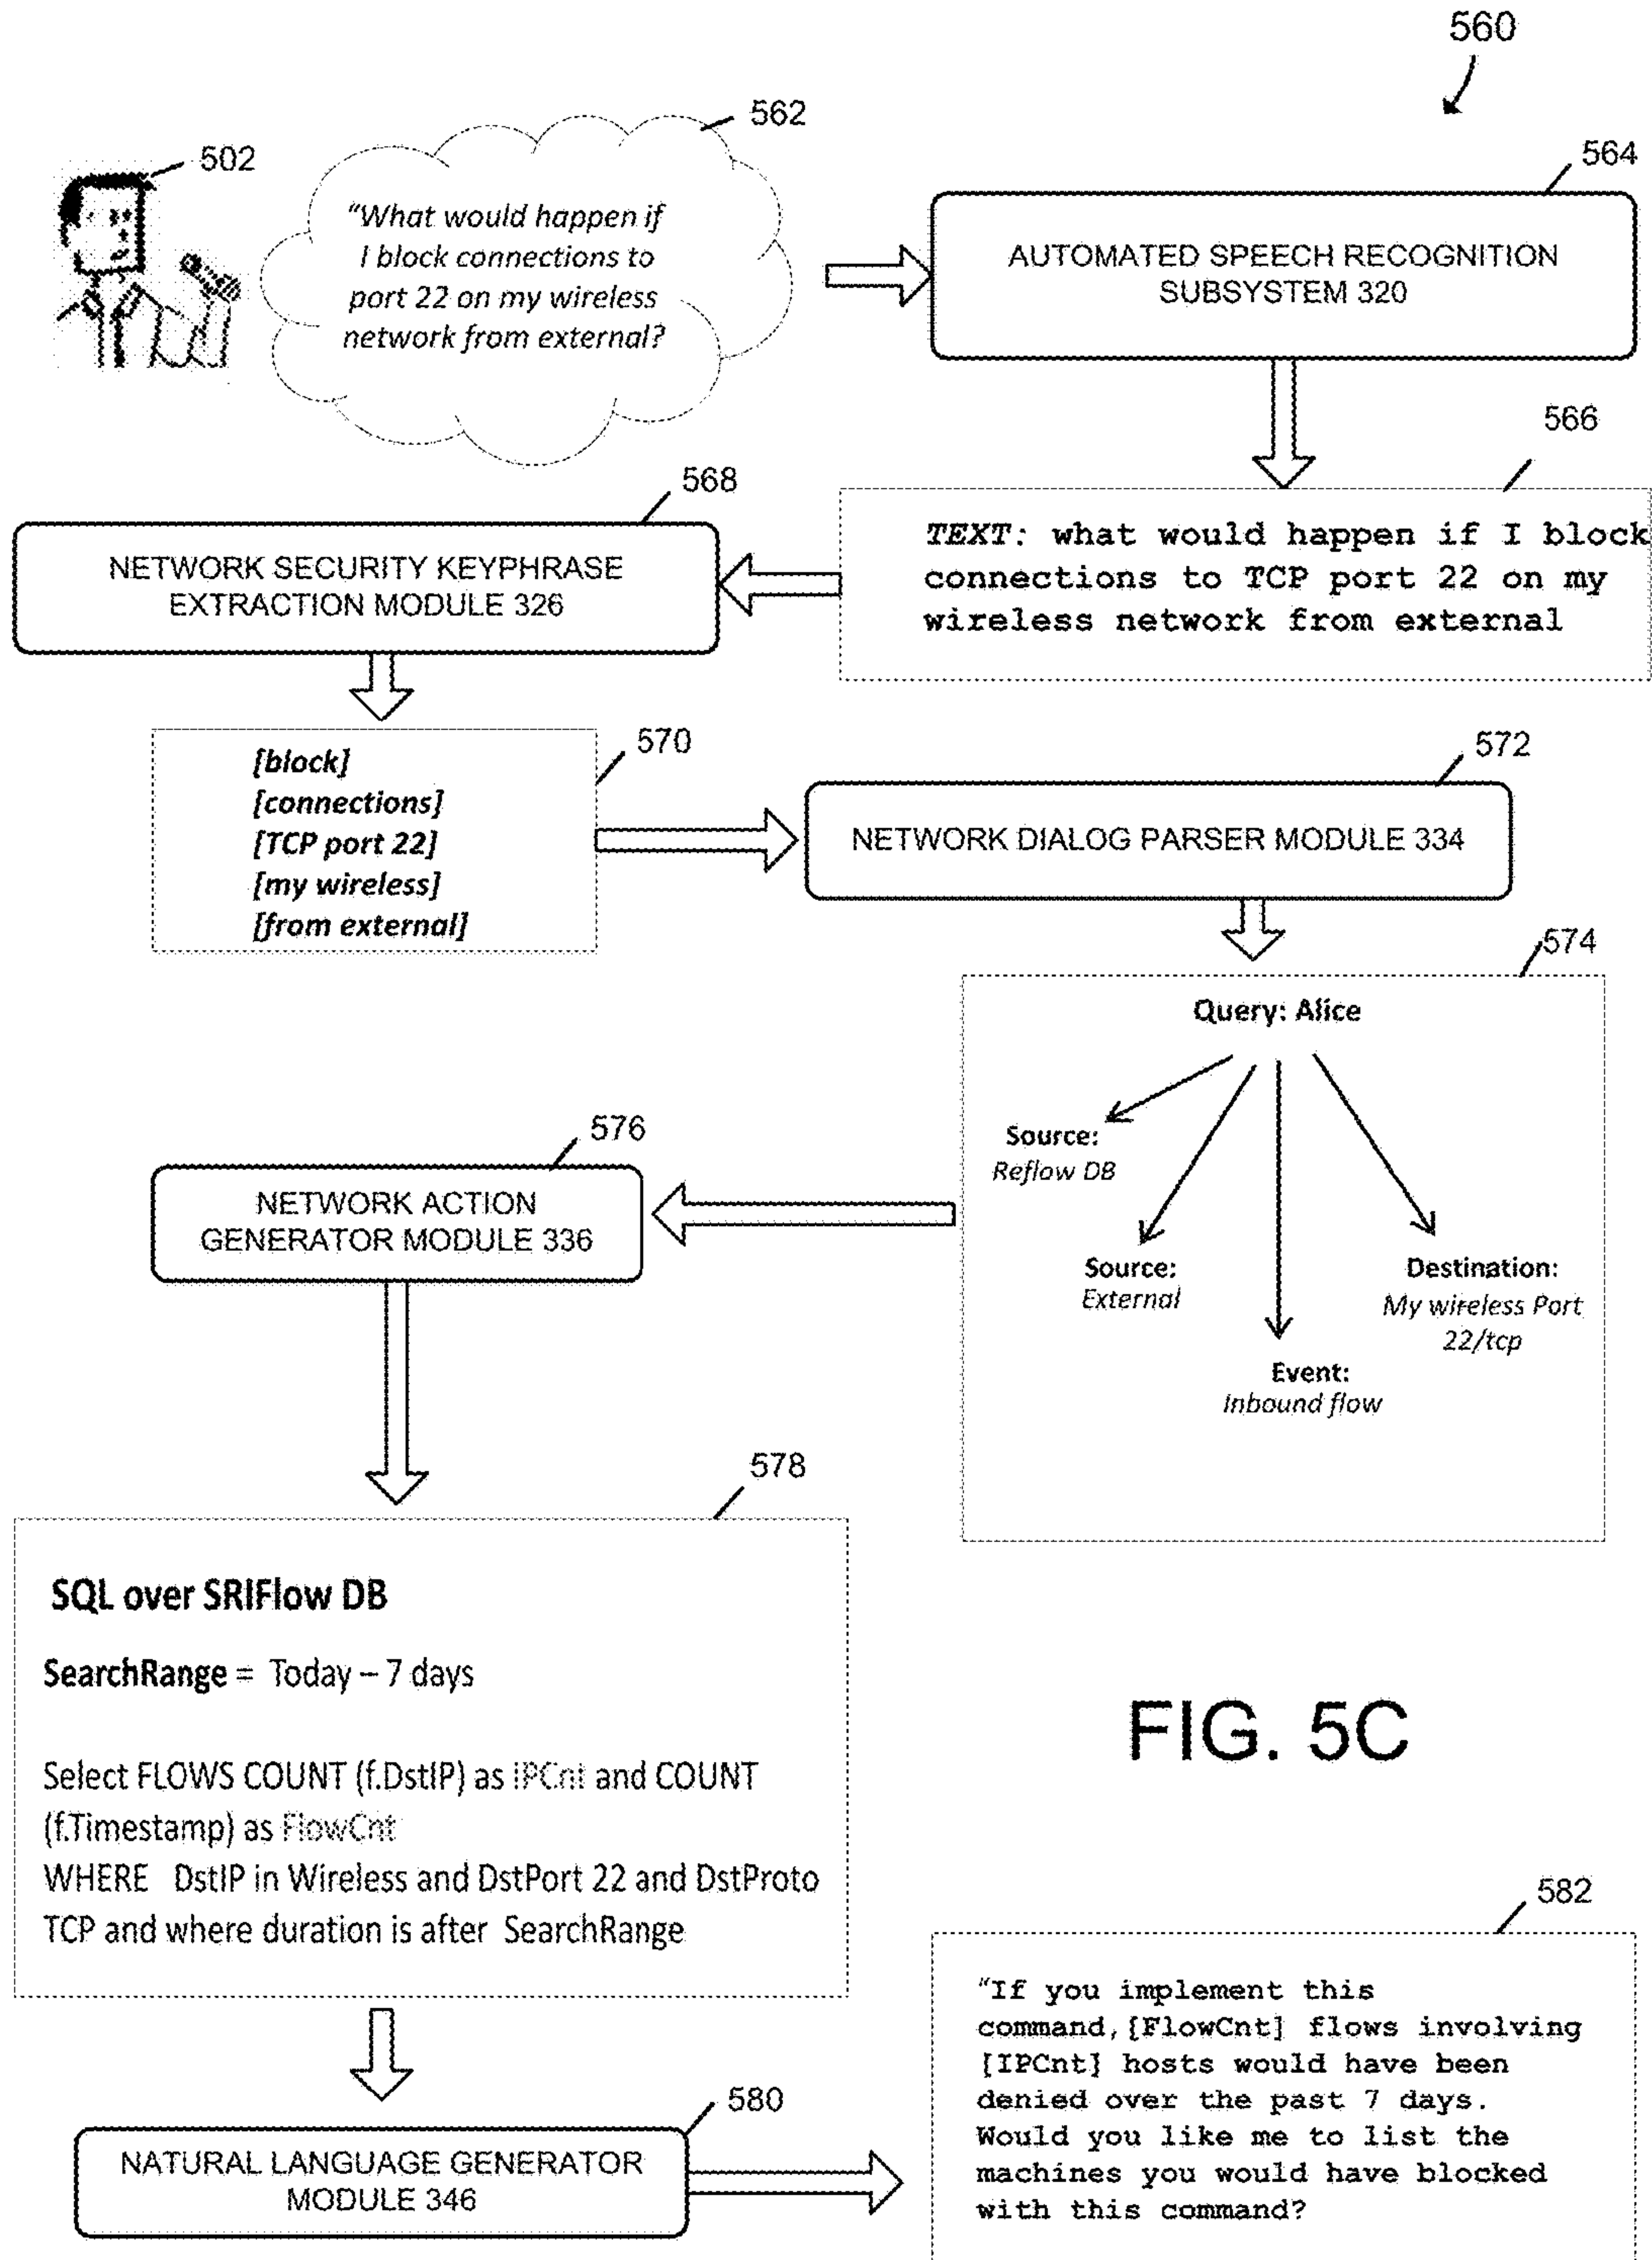 560
562
502
"What would happen if
I block connections to
port 22 on my wireless
network from external?
564
AUTOMATED SPEECH RECOGNITION
SUBSYSTEM 320
566
TEXT: what would happen if I block
connections to TCP port 22 on my
wireless network from external
568
NETWORK SECURITY KEYPHRASE
EXTRACTION MODULE 326
570
[block]
[connections]
[TCP port 22]
[my wireless]
[from external]
572
NETWORK DIALOG PARSER MODULE 334
574
Query: Alice
Source:
Reflow DB
Source:
External
Event:
Inbound flow
Destination:
My wireless Port
22/tcp
576
NETWORK ACTION
GENERATOR MODULE 336
578
SQL over SRIFlow DB
SearchRange = Today – 7 days
Select FLOWS COUNT (f.DstIP) as IPCnt and COUNT
(f.Timestamp) as FlowCnt
WHERE DstIP in Wireless and DstPort 22 and DstProto
TCP and where duration is after SearchRange
FIG. 5C
580
NATURAL LANGUAGE GENERATOR
MODULE 346
582
"If you implement this
command, [FlowCnt] flows involving
[IPCnt] hosts would have been
denied over the past 7 days.
Would you like me to list the
machines you would have blocked
with this command?